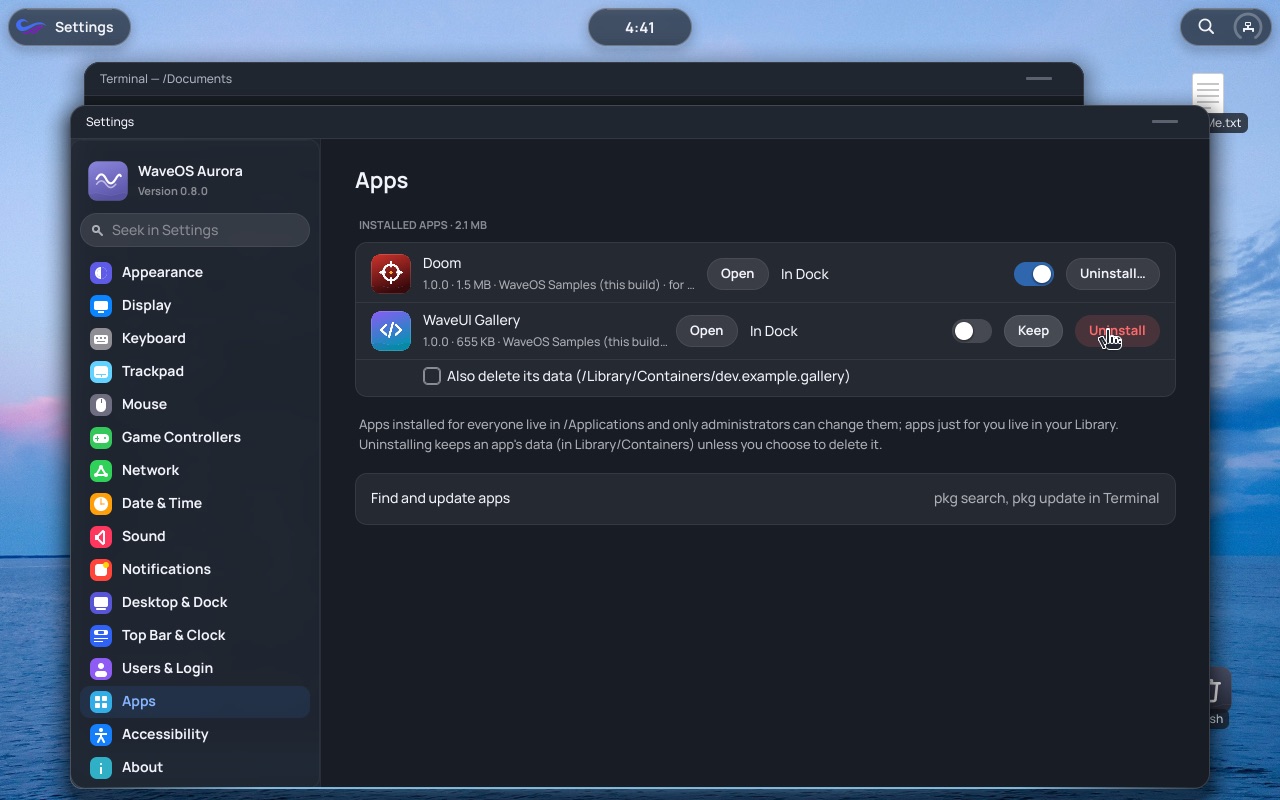 Settings
4:41
Terminal — /Documents
Me.txt
Settings
WaveOS Aurora
Version 0.8.0
Seek in Settings
Appearance
Display
Keyboard
Trackpad
Mouse
Game Controllers
Network
Date & Time
Sound
Notifications
Desktop & Dock
Top Bar & Clock
Users & Login
Apps
Accessibility
About
Apps
INSTALLED APPS · 2.1 MB
Doom
1.0.0 · 1.5 MB · WaveOS Samples (this build) · for ...
Open
In Dock
Uninstall...
WaveUI Gallery
1.0.0 · 655 KB · WaveOS Samples (this build...
Open
In Dock
Keep
Uninstall
Also delete its data (/Library/Containers/dev.example.gallery)
Apps installed for everyone live in /Applications and only administrators can change them; apps just for you live in your Library.
Uninstalling keeps an app's data (in Library/Containers) unless you choose to delete it.
Find and update apps
pkg search, pkg update in Terminal
sh